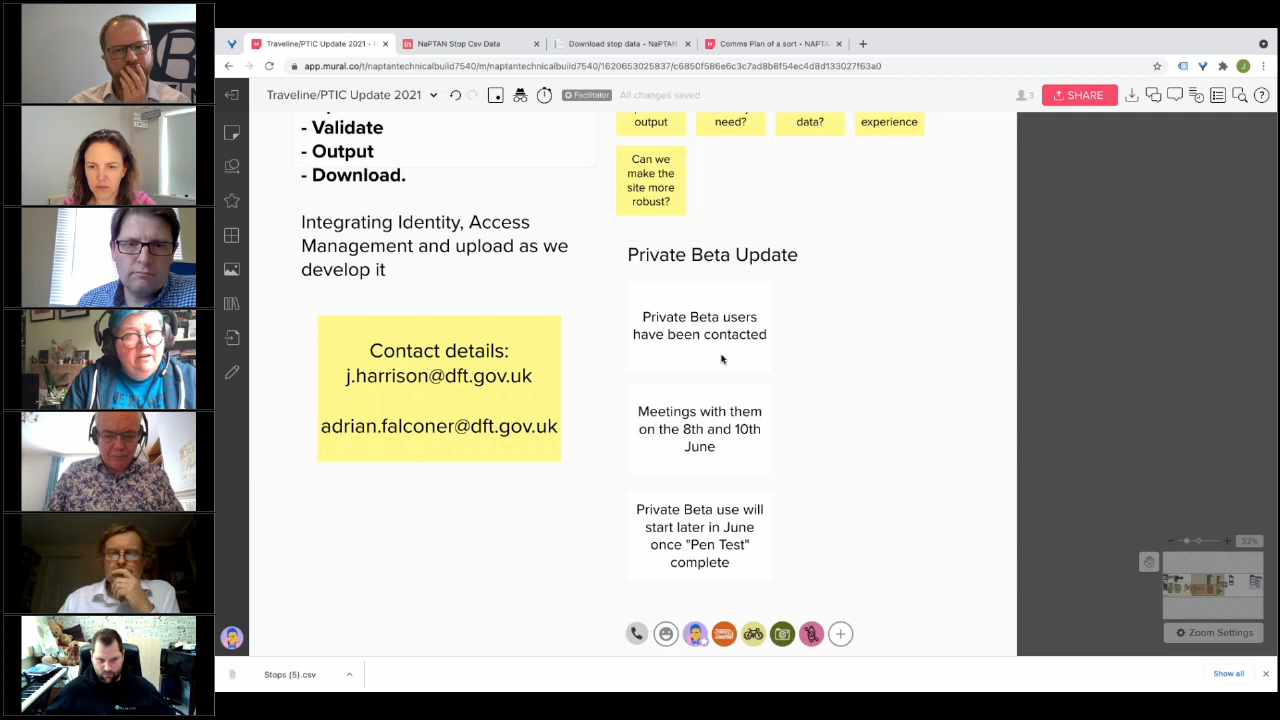 Traveline/PTIC Update 2021 -
NaPTAN Stop Csv Data
Download stop data – NaPTAN
Comms Plan of a sort • NAPTAN
app.mural.co/t/naptantechnicalbuild7540/m/naptantechnicalbuild7540/1620653025837/c6850f586e6c3c7ad8b8f54ec4d8d133027f63a0
J
Traveline/PTIC Update 2021
Facilitator
All changes saved
3
SHARE
- Validate
- Output
- Download.
Integrating Identity, Access
Management and upload as we
develop it
Contact details:
j.harrison@dft.gov.uk
adrian.falconer@dft.gov.uk
output
need?
data?
experience
Can we
make the
site more
robust?
Private Beta Update
Private Beta users
have been contacted
Meetings with them
on the 8th and 10th
June
Private Beta use will
start later in June
once "Pen Test"
complete
32%
Zoom Settings
Stops (5).csv
Show all